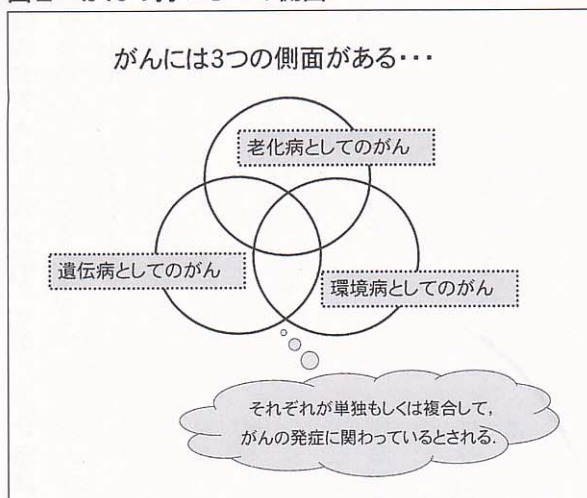 がんには3つの側面がある・・・
老化病としてのがん
遺伝病としてのがん
環境病としてのがん
それぞれが単独もしくは複合して,
がんの発症に関わっているとされる.